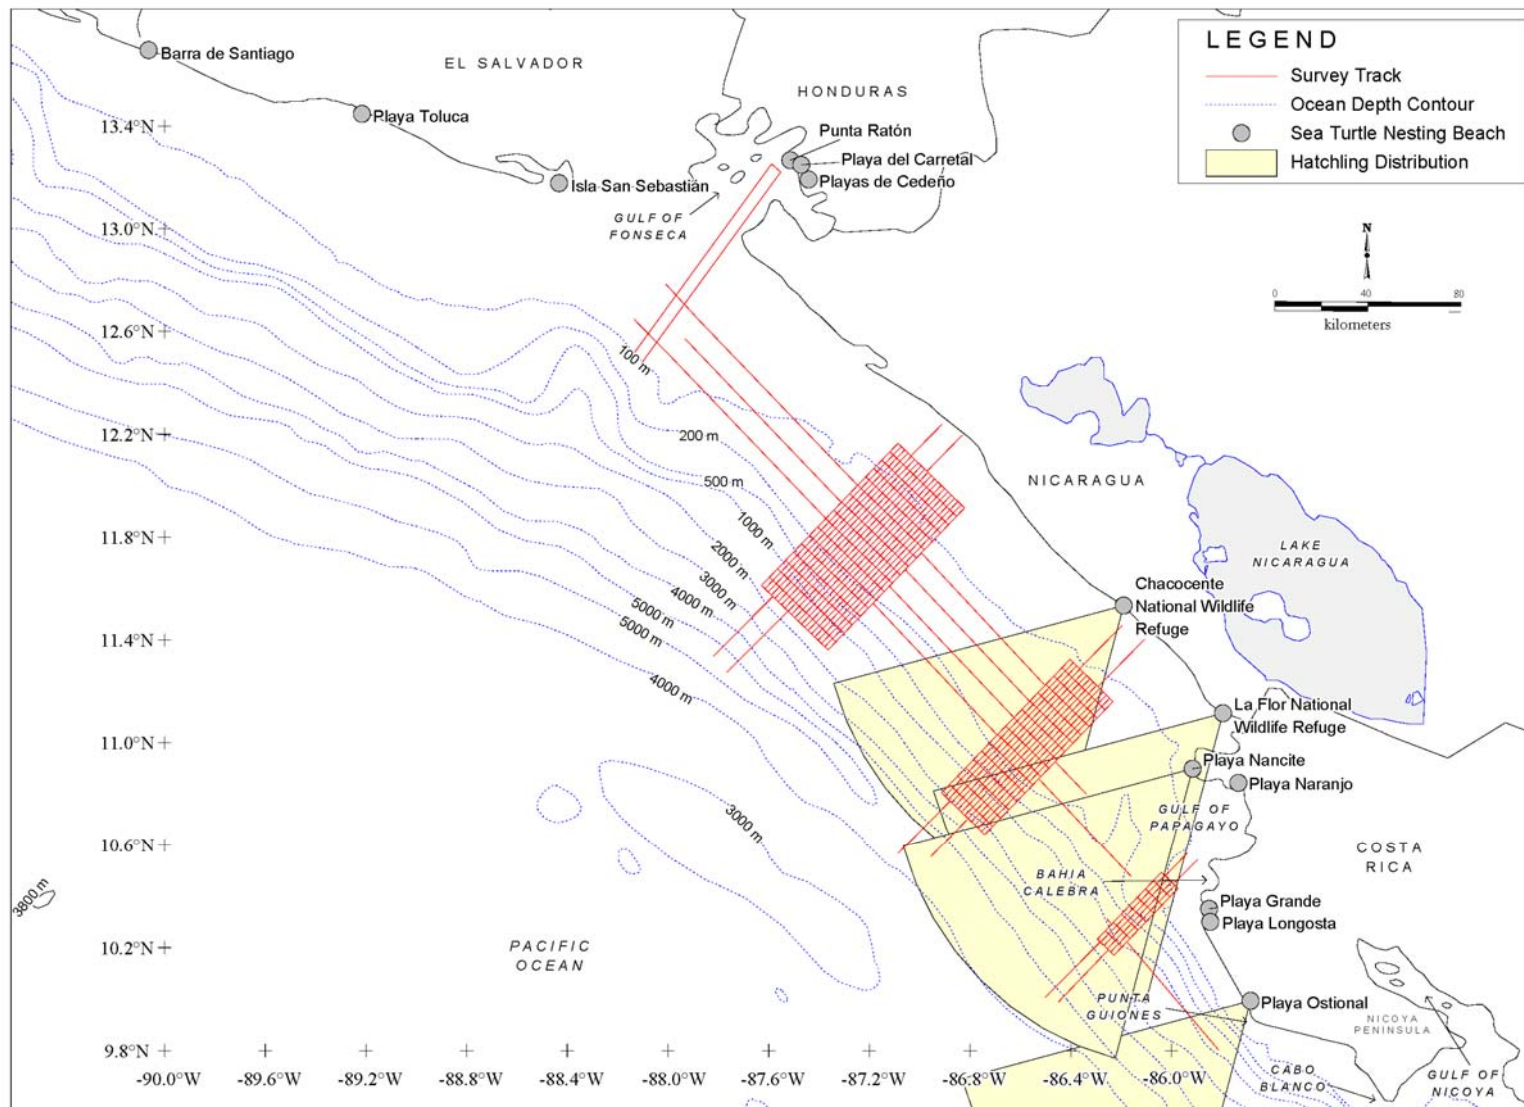 LEGEND
Survey Track
Ocean Depth Contour
Sea Turtle Nesting Beach
Hatchling Distribution
N
0 40 80
kilometers
Barra de Santiago
EL SALVADOR
HONDURAS
Playa Toluca
Punta Ratón
Playa del Carretal
Playas de Cedeño
Isla San Sebastián
GULF OF
FONSECA
13.4°N
13.0°N
12.6°N
12.2°N
11.8°N
11.4°N
11.0°N
10.6°N
10.2°N
9.8°N
100 m
200 m
500 m
1000 m
2000 m
3000 m
4000 m
5000 m
5000 m
4000 m
3000 m
3800 m
NICARAGUA
LAKE
NICARAGUA
Chacocente
National Wildlife
Refuge
La Flor National
Wildlife Refuge
Playa Nancite
Playa Naranjo
GULF OF
PAPAGAYO
COSTA
RICA
BAHIA
CALEBRA
Playa Grande
Playa Longosta
PACIFIC
OCEAN
PUNTA
GUIONES
Playa Ostional
NICOYA
PENINSULA
CABO
BLANCO
GULF OF
NICOYA
-90.0°W -89.6°W -89.2°W -88.8°W -88.4°W -88.0°W -87.6°W -87.2°W -86.8°W -86.4°W -86.0°W